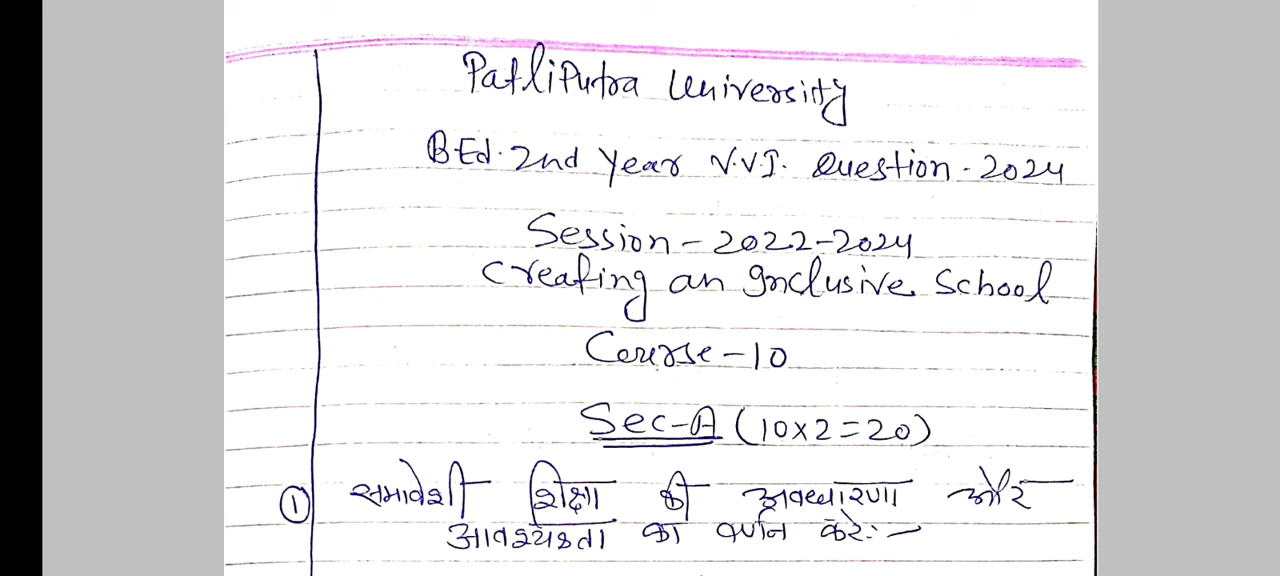 Patliputra University
B.Ed. 2nd Year V.V.I. Question - 2024
Session - 2022-2024
Creating an Inclusive School
Course - 10
Sec-A (10x2=20)
① समावेशी शिक्षा की अवधारणा और
आवश्यकता का वर्णन करे:-